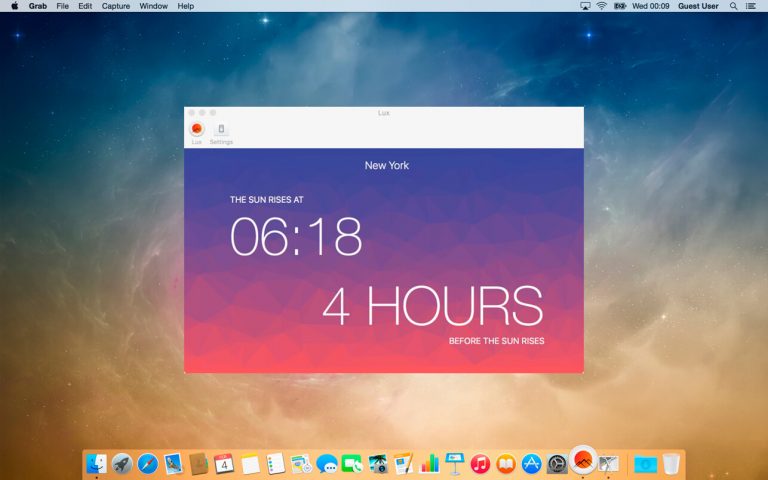 Grab File Edit Capture Window Help Wed 00:09 Guest User
Lux
Lux Settings
New York
THE SUN RISES AT
06:18
4 HOURS
BEFORE THE SUN RISES
4